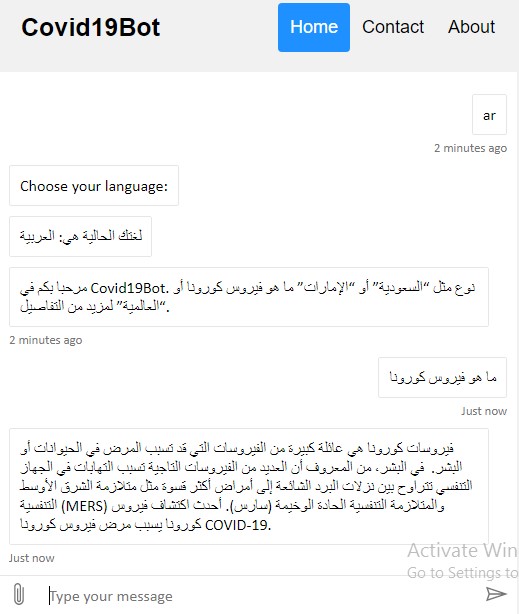 Covid19Bot
Home
Contact
About
ar
2 minutes ago
Choose your language:
لغتك الحالية هي: العربية
مرحبا بكم في Covid19Bot. نوع مثل “السعودية” أو “الإمارات” ما هو فيروس كورونا أو
“العالمية” لمزيد من التفاصيل.
2 minutes ago
ما هو فيروس كورونا
Just now
فيروسات كورونا هي عائلة كبيرة من الفيروسات التي قد تسبب المرض في الحيوانات أو
البشر. في البشر، من المعروف أن العديد من الفيروسات التاجية تسبب التهابات في الجهاز
التنفسي تتراوح بين نزلات البرد الشائعة إلى أمراض أكثر قسوة مثل متلازمة الشرق الأوسط
التنفسية (MERS) والمتلازمة التنفسية الحادة الوخيمة (سارس). أحدث اكتشاف فيروس
كورونا يسبب مرض فيروس كورونا COVID-19.
Just now
Activate Win
Go to Settings to
Type your message